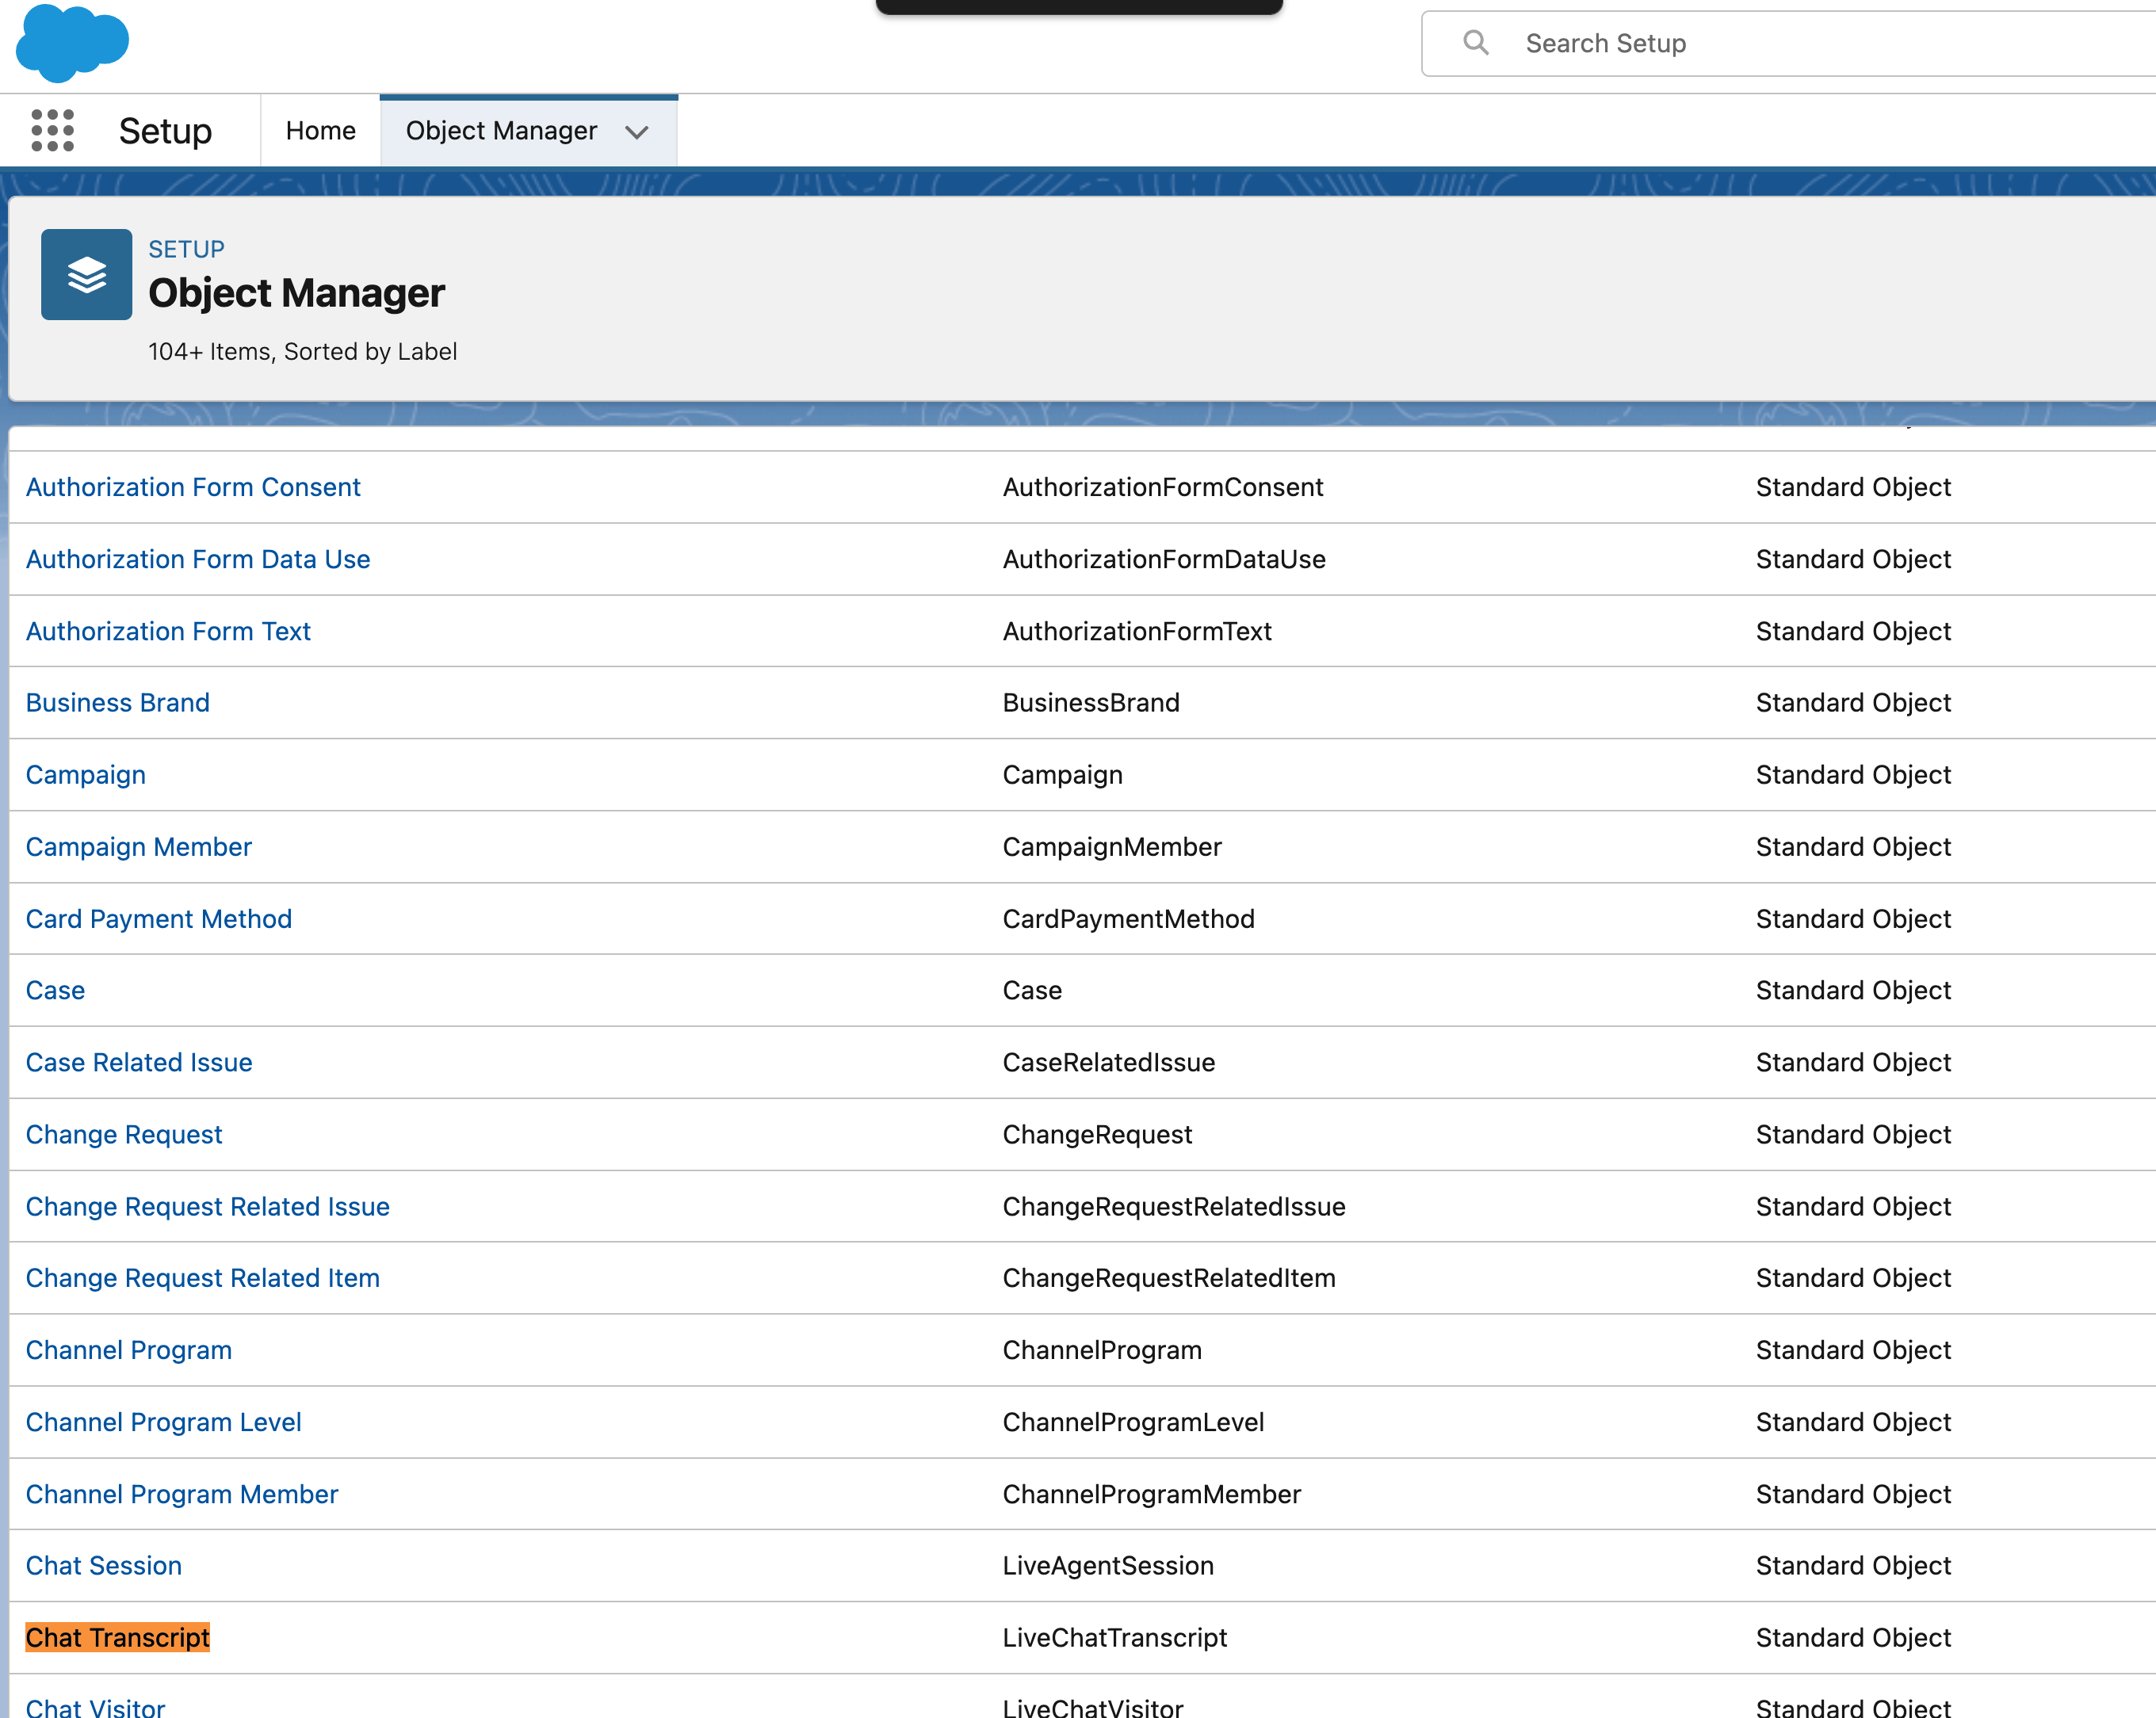 Search Setup
Setup Home Object Manager
SETUP
Object Manager
104+ Items, Sorted by Label
Authorization Form Consent AuthorizationFormConsent Standard Object
Authorization Form Data Use AuthorizationFormDataUse Standard Object
Authorization Form Text AuthorizationFormText Standard Object
Business Brand BusinessBrand Standard Object
Campaign Campaign Standard Object
Campaign Member CampaignMember Standard Object
Card Payment Method CardPaymentMethod Standard Object
Case Case Standard Object
Case Related Issue CaseRelatedIssue Standard Object
Change Request ChangeRequest Standard Object
Change Request Related Issue ChangeRequestRelatedIssue Standard Object
Change Request Related Item ChangeRequestRelatedItem Standard Object
Channel Program ChannelProgram Standard Object
Channel Program Level ChannelProgramLevel Standard Object
Channel Program Member ChannelProgramMember Standard Object
Chat Session LiveAgentSession Standard Object
Chat Transcript LiveChatTranscript Standard Object
Chat Visitor LiveChatVisitor Standard Object